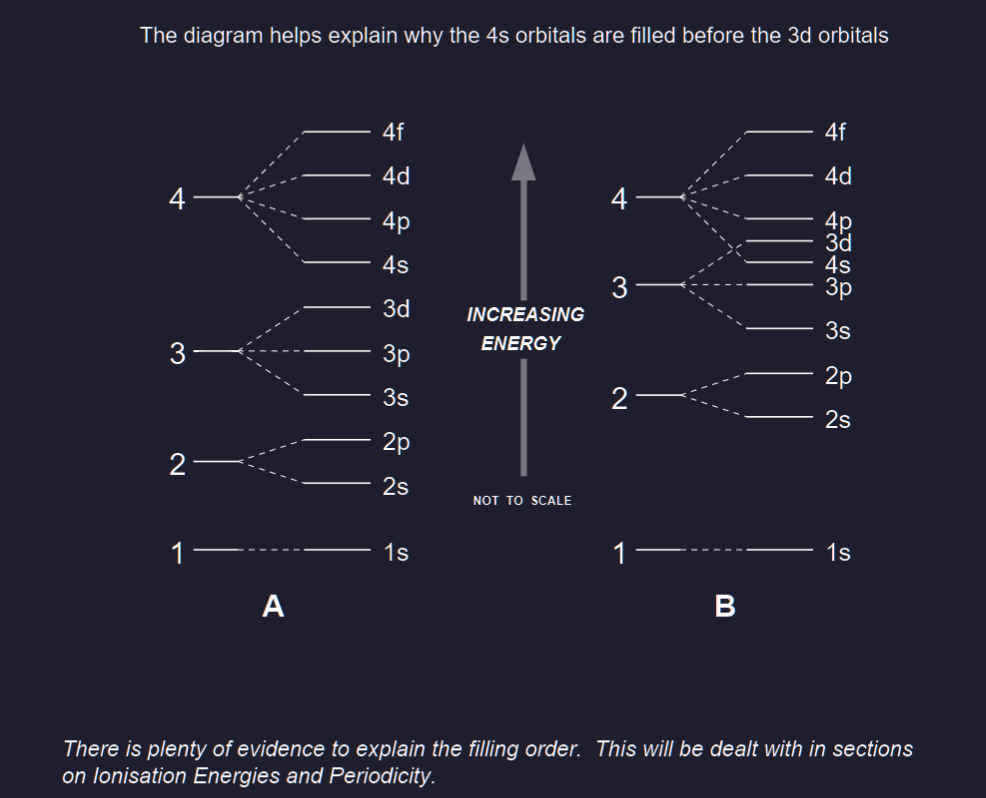 The diagram helps explain why the 4s orbitals are filled before the 3d orbitals
4f
4d
4
4p
4s
3d
3
3p
3s
2p
2
2s
1
1s
A
INCREASING
ENERGY
NOT TO SCALE
4f
4d
4
4p
3d
4s
3
3p
3s
2p
2
2s
1
1s
B
There is plenty of evidence to explain the filling order. This will be dealt with in sections
on Ionisation Energies and Periodicity.